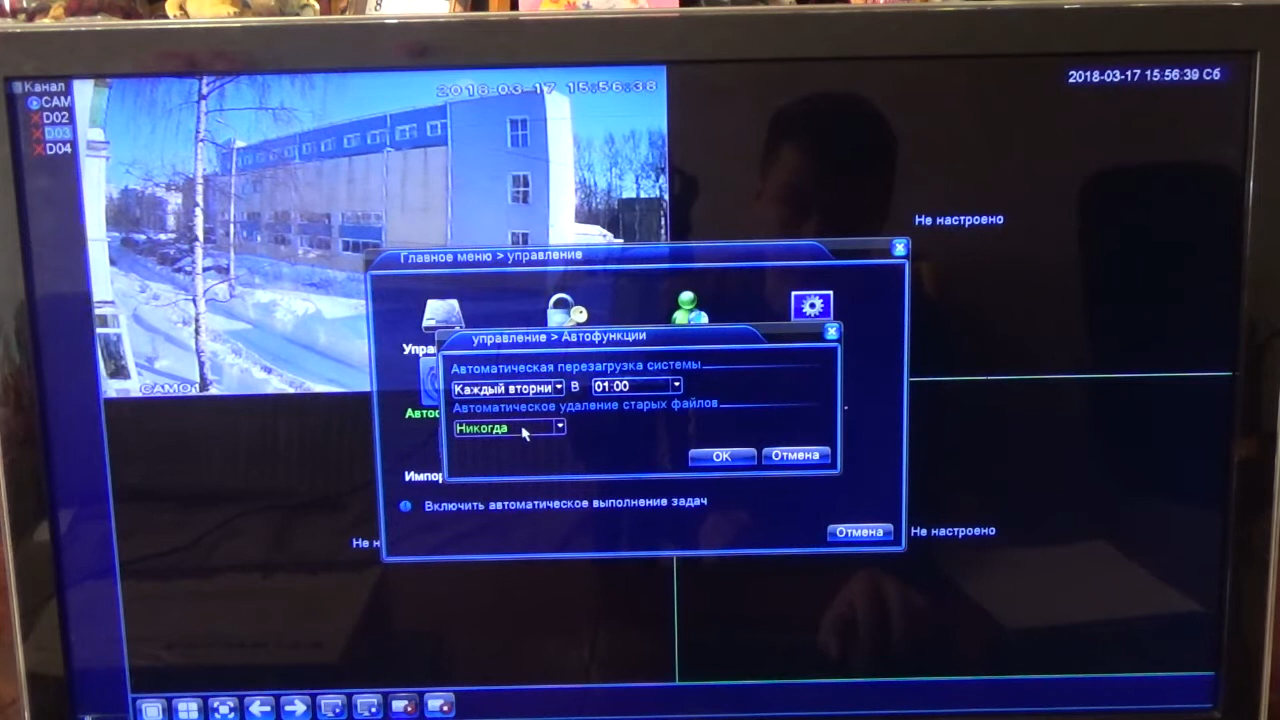 8
Канал
CAM
D02
D03
D04
2018-03-17 15:56:38
2018-03-17 15:56:39 Сб
CAM01
Не настроено
Главное меню > управление
управление > Автофункции
Автоматическая перезагрузка системы
Каждый вторни В 01:00
Автоматическое удаление старых файлов
Никогда
OK Отмена
Включить автоматическое выполнение задач
Отмена
Не настроено